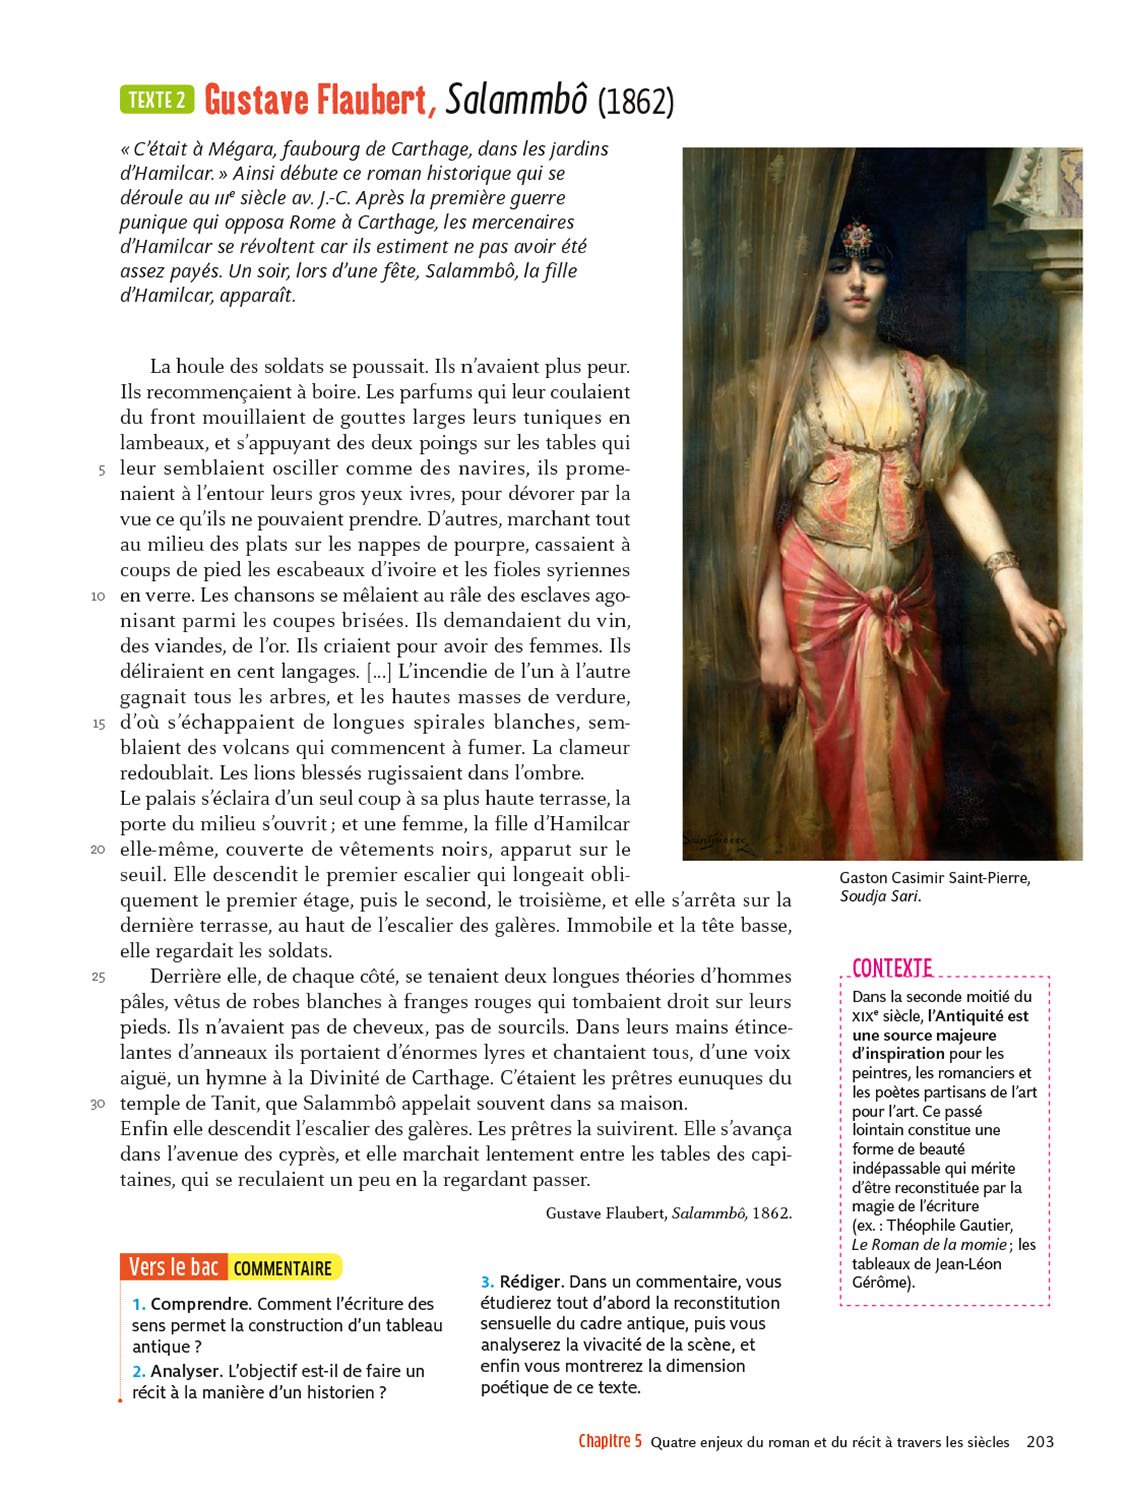 TEXTE 2 Gustave Flaubert, Salammbô (1862)
« C’était à Mégara, faubourg de Carthage, dans les jardins
d’Hamilcar. » Ainsi débute ce roman historique qui se
déroule au IIIe siècle av. J.-C. Après la première guerre
punique qui opposa Rome à Carthage, les mercenaires
d’Hamilcar se révoltent car ils estiment ne pas avoir été
assez payés. Un soir, lors d’une fête, Salammbô, la fille
d’Hamilcar, apparaît.
La houle des soldats se poussait. Ils n’avaient plus peur.
Ils recommençaient à boire. Les parfums qui leur coulaient
du front mouillaient de gouttes larges leurs tuniques en
lambeaux, et s’appuyant des deux poings sur les tables qui
5 leur semblaient osciller comme des navires, ils prome-
naient à l’entour leurs gros yeux ivres, pour dévorer par la
vue ce qu’ils ne pouvaient prendre. D’autres, marchant tout
au milieu des plats sur les nappes de pourpre, cassaient à
coups de pied les escabeaux d’ivoire et les fioles syriennes
10 en verre. Les chansons se mêlaient au râle des esclaves ago-
nisant parmi les coupes brisées. Ils demandaient du vin,
des viandes, de l’or. Ils criaient pour avoir des femmes. Ils
déliraient en cent langages. [...] L’incendie de l’un à l’autre
gagnait tous les arbres, et les hautes masses de verdure,
15 d’où s’échappaient de longues spirales blanches, sem-
blaient des volcans qui commencent à fumer. La clameur
redoublait. Les lions blessés rugissaient dans l’ombre.
Le palais s’éclaira d’un seul coup à sa plus haute terrasse, la
porte du milieu s’ouvrit ; et une femme, la fille d’Hamilcar
20 elle-même, couverte de vêtements noirs, apparut sur le
seuil. Elle descendit le premier escalier qui longeait obli-
quement le premier étage, puis le second, le troisième, et elle s’arrêta sur la
dernière terrasse, au haut de l’escalier des galères. Immobile et la tête basse,
elle regardait les soldats.
25 Derrière elle, de chaque côté, se tenaient deux longues théories d’hommes
pâles, vêtus de robes blanches à franges rouges qui tombaient droit sur leurs
pieds. Ils n’avaient pas de cheveux, pas de sourcils. Dans leurs mains étince-
lantes d’anneaux ils portaient d’énormes lyres et chantaient tous, d’une voix
aiguë, un hymne à la Divinité de Carthage. C’étaient les prêtres eunuques du
30 temple de Tanit, que Salammbô appelait souvent dans sa maison.
Enfin elle descendit l’escalier des galères. Les prêtres la suivirent. Elle s’avança
dans l’avenue des cyprès, et elle marchait lentement entre les tables des capi-
taines, qui se reculaient un peu en la regardant passer.
Gustave Flaubert, Salammbô, 1862.
Gaston Casimir Saint-Pierre,
Soudja Sari.
CONTEXTE
Dans la seconde moitié du
XIXe siècle, l’Antiquité est
une source majeure
d’inspiration pour les
peintres, les romanciers et
les poètes partisans de l’art
pour l’art. Ce passé
lointain constitue une
forme de beauté
indépassable qui mérite
d’être reconstituée par la
magie de l’écriture
(ex. : Théophile Gautier,
Le Roman de la momie ; les
tableaux de Jean-Léon
Gérôme).
Vers le bac COMMENTAIRE
1. Comprendre. Comment l’écriture des
sens permet la construction d’un tableau
antique ?
2. Analyser. L’objectif est-il de faire un
récit à la manière d’un historien ?
3. Rédiger. Dans un commentaire, vous
étudierez tout d’abord la reconstitution
sensuelle du cadre antique, puis vous
analyserez la vivacité de la scène, et
enfin vous montrerez la dimension
poétique de ce texte.
Chapitre 5 Quatre enjeux du roman et du récit à travers les siècles 203